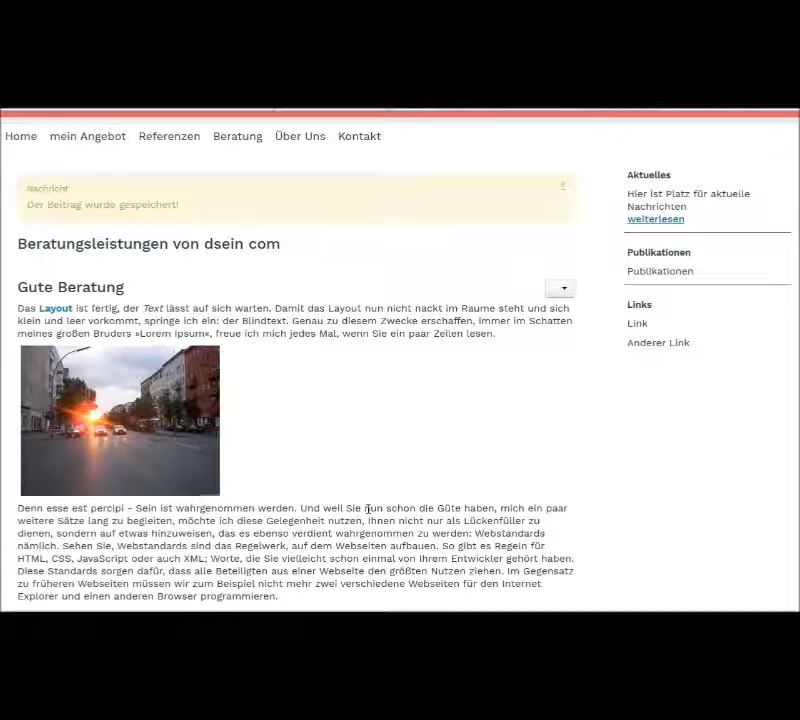 Home mein Angebot Referenzen Beratung Über Uns Kontakt
Nachricht
Der Beitrag wurde gespeichert!
Beratungsleistungen von dsein com
Gute Beratung
Das Layout ist fertig, der Text lässt auf sich warten. Damit das Layout nun nicht nackt im Raume steht und sich
klein und leer vorkommt, springe ich ein: der Blindtext. Genau zu diesem Zwecke erschaffen, immer im Schatten
meines großen Bruders »Lorem Ipsum«, freue ich mich jedes Mal, wenn Sie ein paar Zeilen lesen.
Denn esse est percipi - Sein ist wahrgenommen werden. Und weil Sie nun schon die Güte haben, mich ein paar
weitere Sätze lang zu begleiten, möchte ich diese Gelegenheit nutzen, Ihnen nicht nur als Lückenfüller zu
dienen, sondern auf etwas hinzuweisen, das es ebenso verdient wahrgenommen zu werden: Webstandards
nämlich. Sehen Sie, Webstandards sind das Regelwerk, auf dem Webseiten aufbauen. So gibt es Regeln für
HTML, CSS, JavaScript oder auch XML; Worte, die Sie vielleicht schon einmal von Ihrem Entwickler gehört haben.
Diese Standards sorgen dafür, dass alle Beteiligten aus einer Webseite den größten Nutzen ziehen. Im Gegensatz
zu früheren Webseiten müssen wir zum Beispiel nicht mehr zwei verschiedene Webseiten für den Internet
Explorer und einen anderen Browser programmieren.
Aktuelles
Hier ist Platz für aktuelle
Nachrichten
weiterlesen
Publikationen
Publikationen
Links
Link
Anderer Link